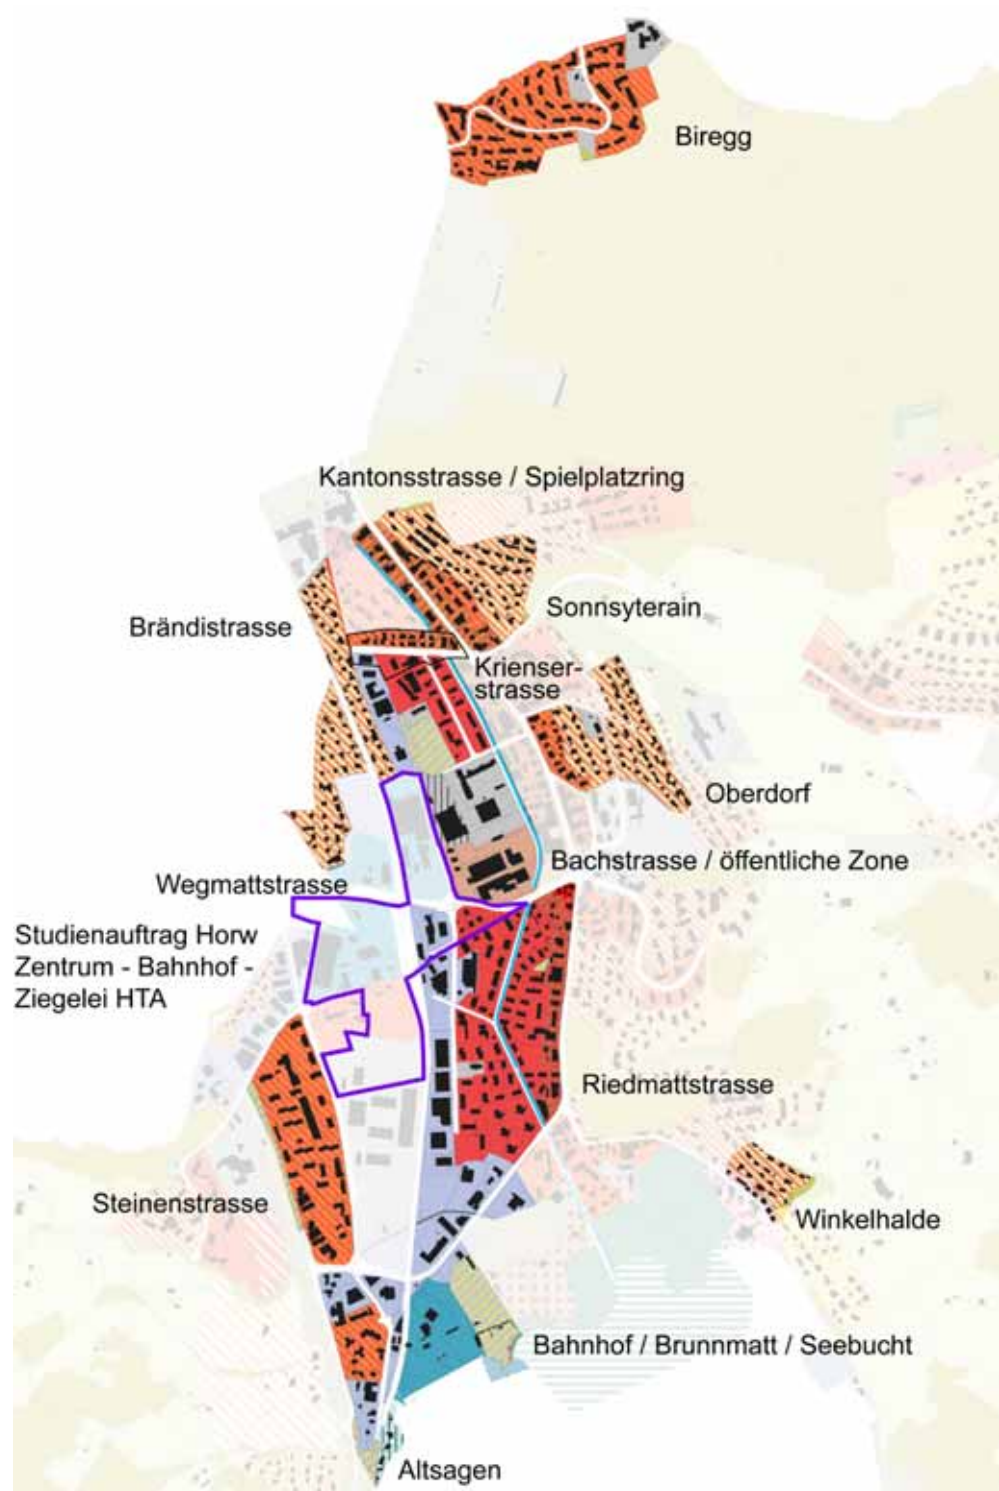 Biregg
Kantonsstrasse / Spielplatzring
Sonnsyterain
Brändistrasse
Krienser-
strasse
Oberdorf
Bachstrasse / öffentliche Zone
Wegmattstrasse
Studienauftrag Horw
Zentrum - Bahnhof -
Ziegelei HTA
Riedmattstrasse
Steinenstrasse
Winkelhalde
Bahnhof / Brunnmatt / Seebucht
Altsagen